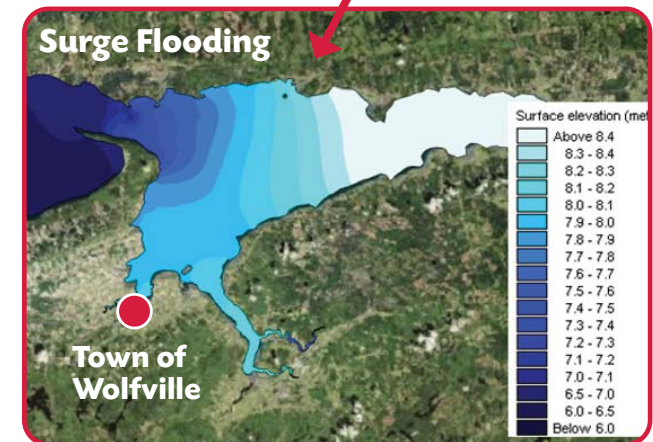 Surge Flooding
Surface elevation (met
Above 8.4
8.3 - 8.4
8.2 - 8.3
8.1 - 8.2
8.0 - 8.1
7.9 - 8.0
7.8 - 7.9
7.7 - 7.8
7.6 - 7.7
7.5 - 7.6
7.4 - 7.5
7.3 - 7.4
7.2 - 7.3
7.1 - 7.2
7.0 - 7.1
6.5 - 7.0
6.0 - 6.5
Below 6.0
Town of
Wolfville